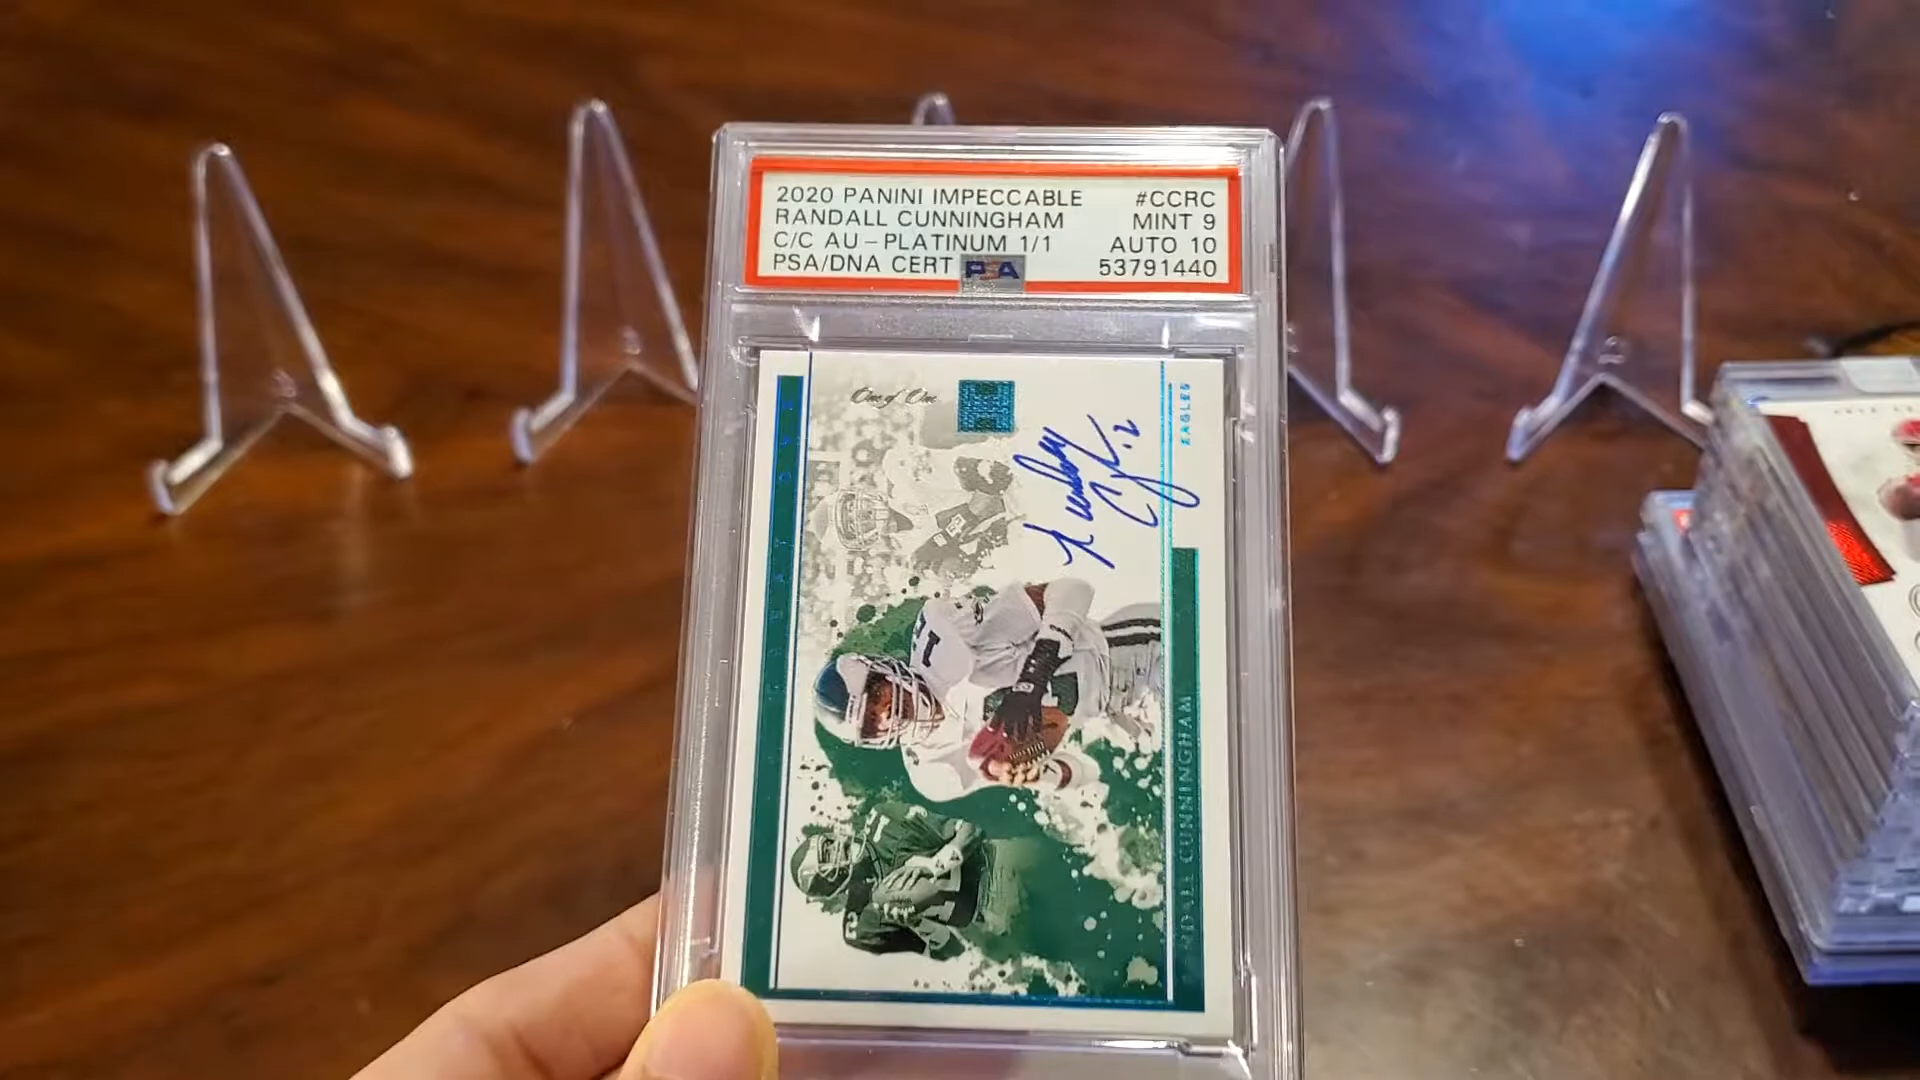 2020 PANINI IMPECCABLE #CCRC
RANDALL CUNNINGHAM MINT 9
C/C AU - PLATINUM 1/1 AUTO 10
PSA/DNA CERT PSA 53791440
One of One
EAGLES
CUNNINGHAM
12